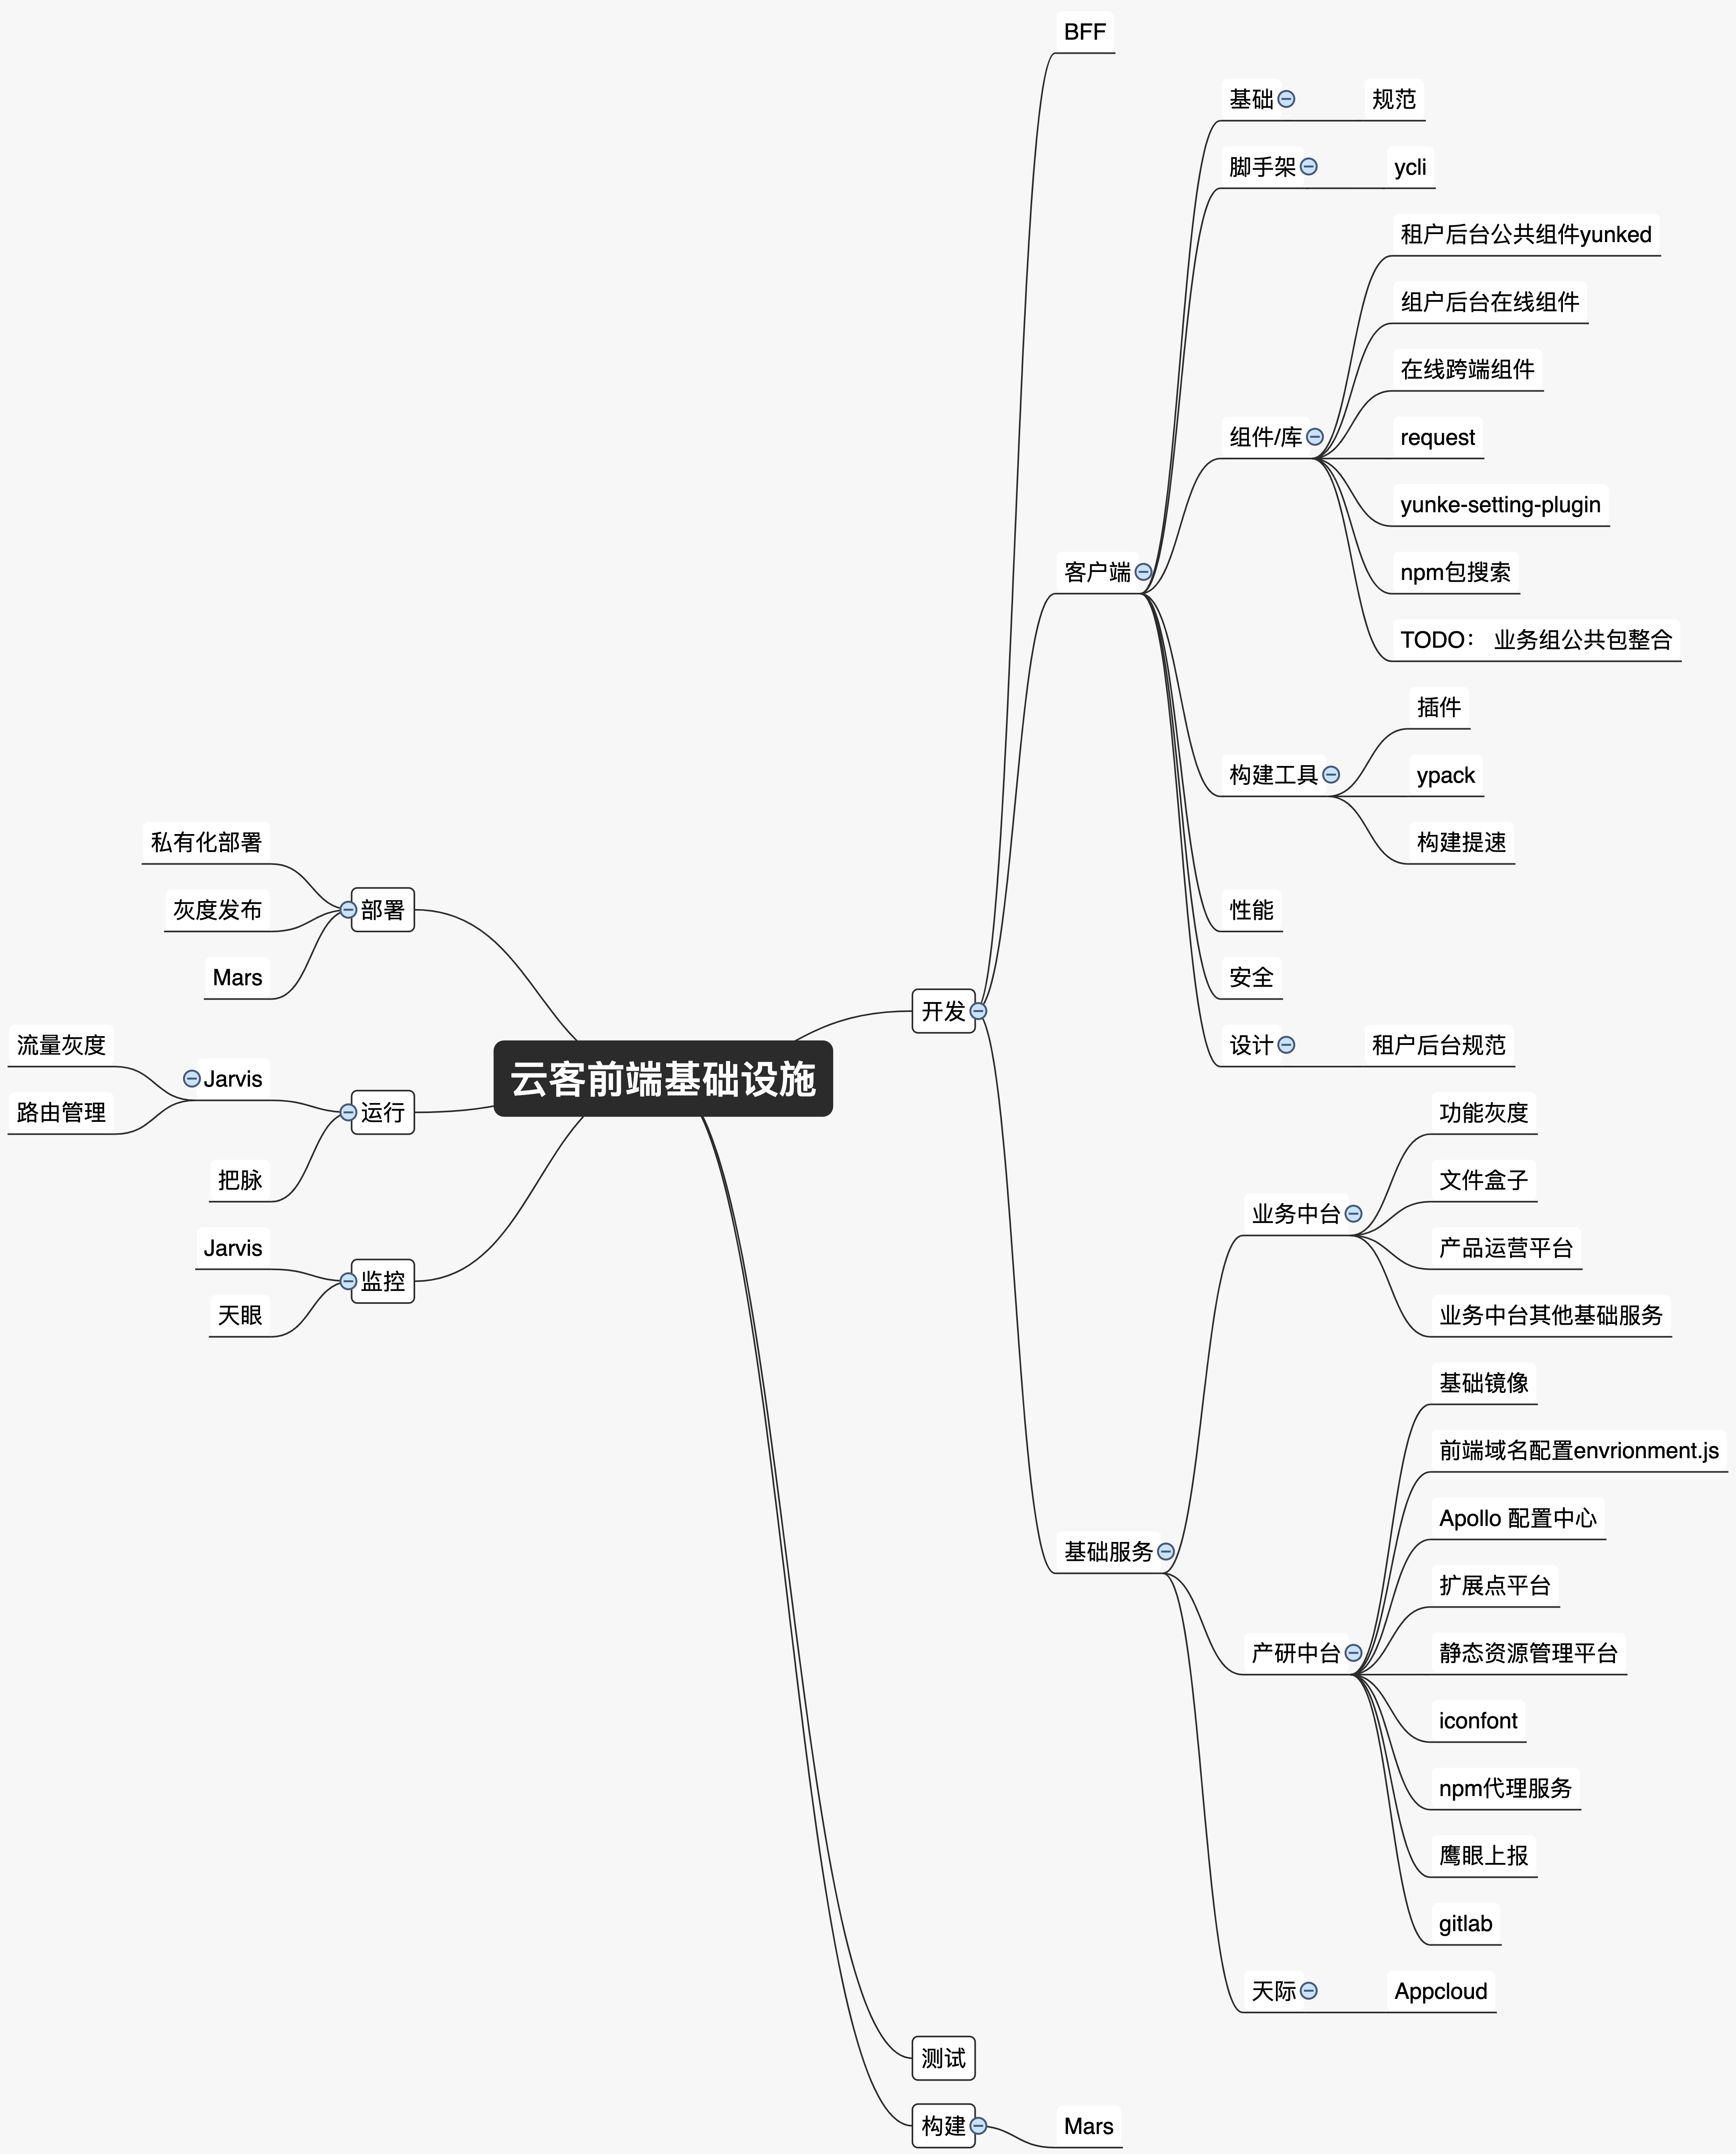 云客前端基础设施
开发
BFF
客户端
基础
规范
脚手架
ycli
组件/库
租户后台公共组件yunked
组户后台在线组件
在线跨端组件
request
yunke-setting-plugin
npm包搜索
TODO： 业务组公共包整合
构建工具
插件
ypack
构建提速
性能
安全
设计
租户后台规范
基础服务
业务中台
功能灰度
文件盒子
产品运营平台
业务中台其他基础服务
产研中台
基础镜像
前端域名配置envrionment.js
Apollo 配置中心
扩展点平台
静态资源管理平台
iconfont
npm代理服务
鹰眼上报
gitlab
天际
Appcloud
测试
构建
Mars
部署
私有化部署
灰度发布
Mars
运行
Jarvis
流量灰度
路由管理
把脉
监控
Jarvis
天眼